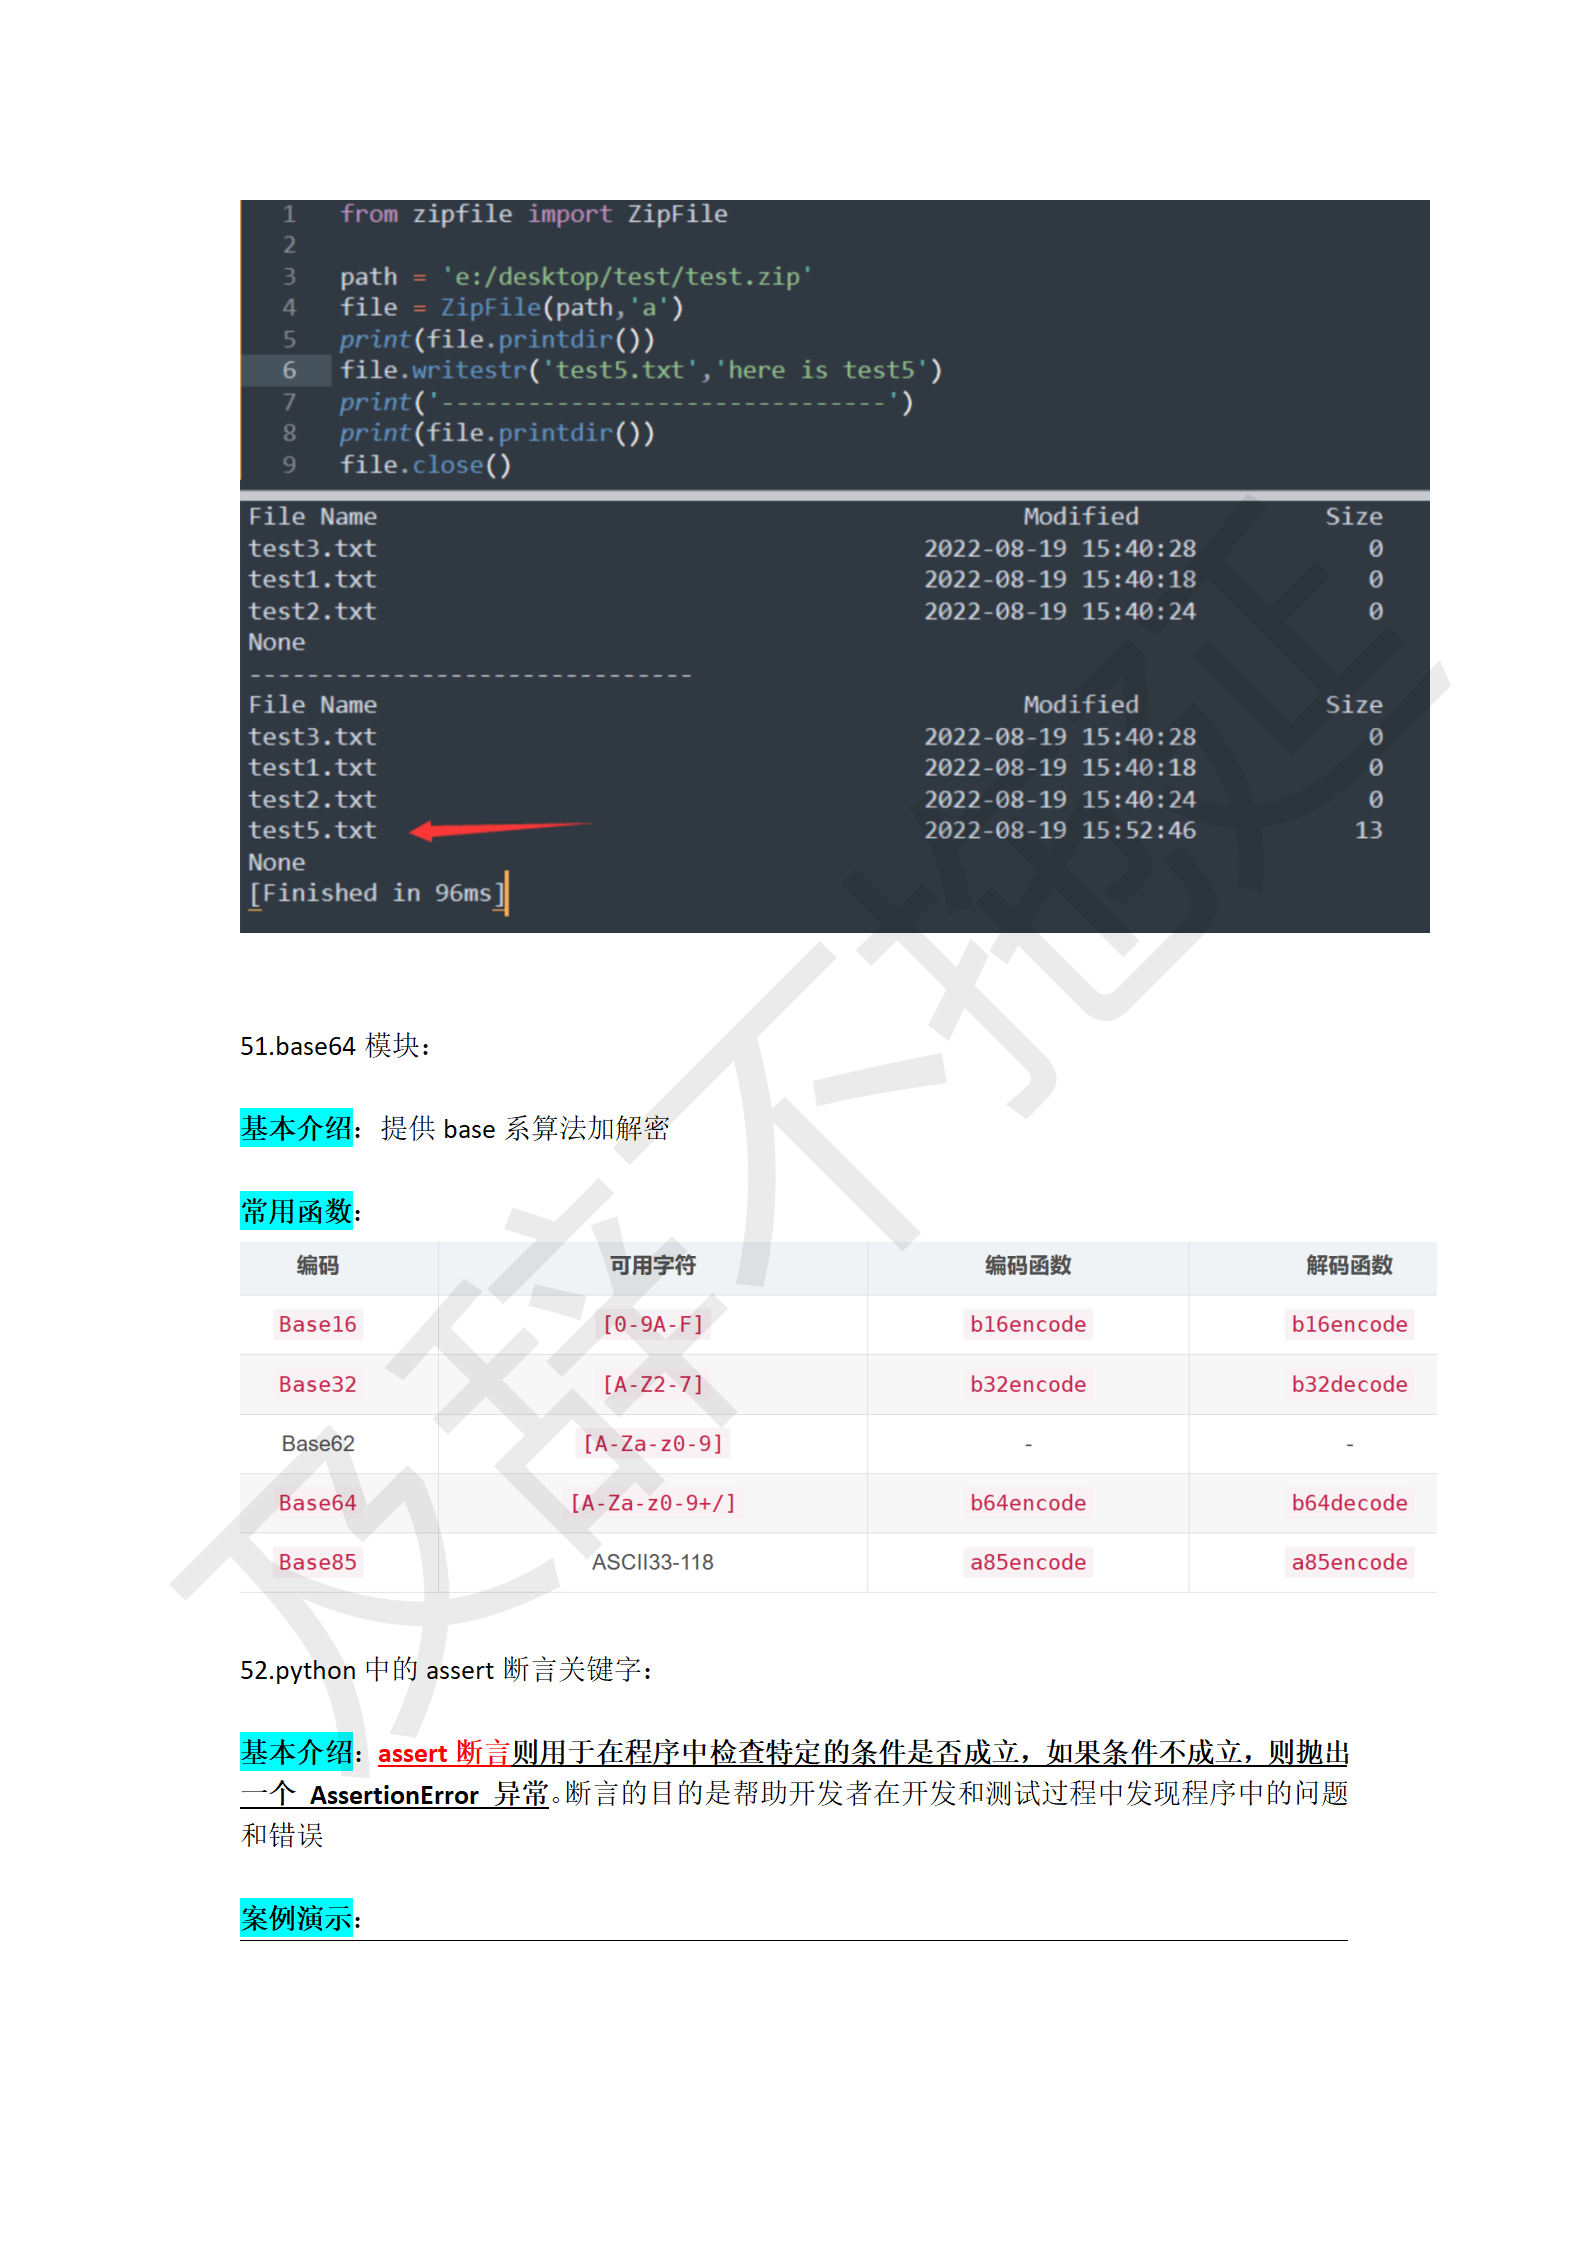 1 from zipfile import ZipFile
2
3 path = 'e:/desktop/test/test.zip'
4 file = ZipFile(path,'a')
5 print(file.printdir())
6 file.writestr('test5.txt','here is test5')
7 print('-------------------------------')
8 print(file.printdir())
9 file.close()
File Name Modified Size
test3.txt 2022-08-19 15:40:28 0
test1.txt 2022-08-19 15:40:18 0
test2.txt 2022-08-19 15:40:24 0
None
-------------------------------
File Name Modified Size
test3.txt 2022-08-19 15:40:28 0
test1.txt 2022-08-19 15:40:18 0
test2.txt 2022-08-19 15:40:24 0
test5.txt 2022-08-19 15:52:46 13
None
[Finished in 96ms]
51.base64 模块：
基本介绍：提供 base 系算法加解密
常用函数：
编码 可用字符 编码函数 解码函数
Base16 [0-9A-F] b16encode b16encode
Base32 [A-Z2-7] b32encode b32decode
Base62 [A-Za-z0-9] - -
Base64 [A-Za-z0-9+/] b64encode b64decode
Base85 ASCII33-118 a85encode a85encode
52.python 中的 assert 断言关键字：
基本介绍：assert 断言则用于在程序中检查特定的条件是否成立，如果条件不成立，则抛出
一个 AssertionError 异常。断言的目的是帮助开发者在开发和测试过程中发现程序中的问题
和错误
案例演示：
及辞不拖延